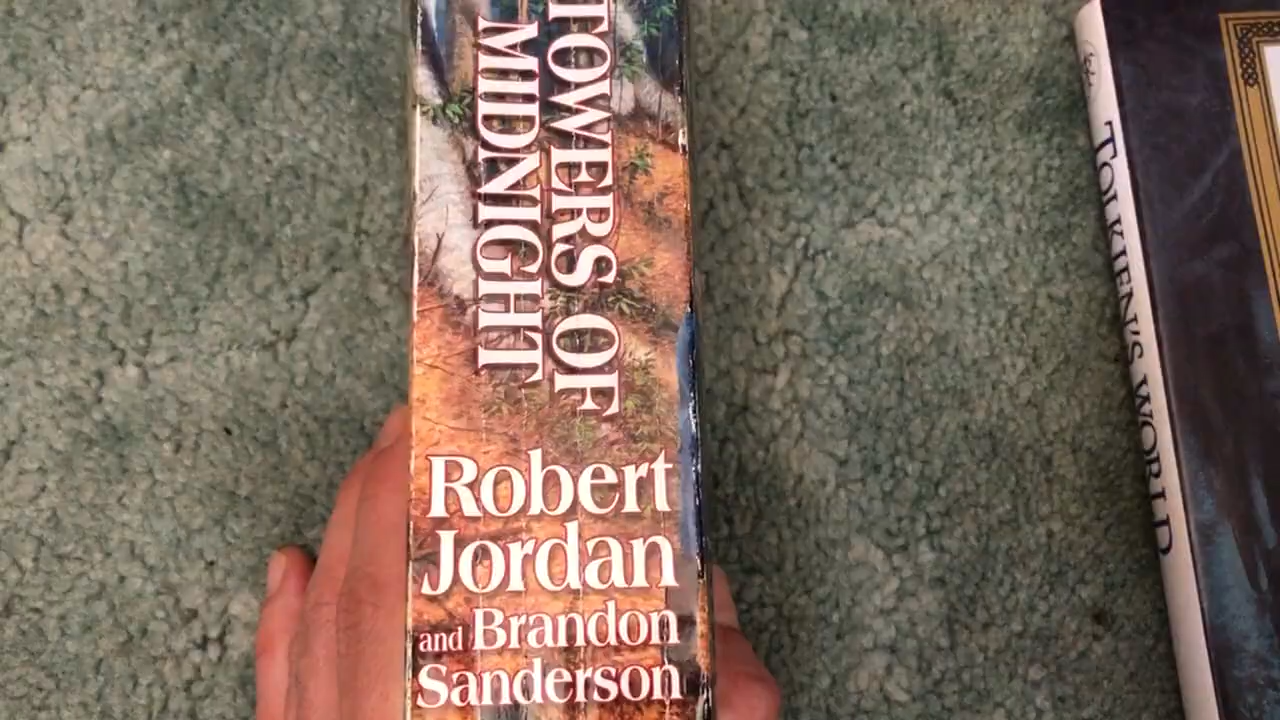 TOWERS OF
MIDNIGHT
Robert
Jordan
and Brandon
Sanderson
TOLKIEN'S WORLD